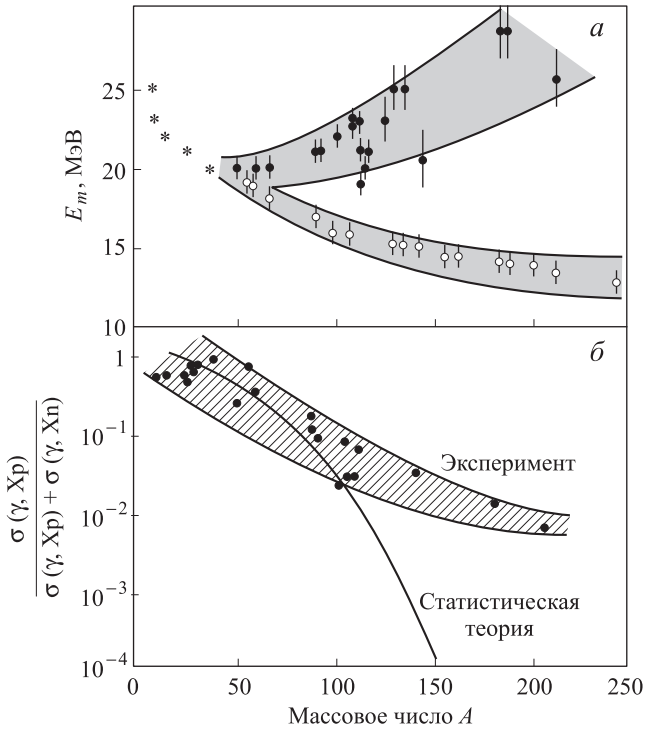 а
25
20
15
10
E_m, МэВ
б
1
10⁻¹
10⁻²
10⁻³
10⁻⁴
σ (γ, Xp)
σ (γ, Xp) + σ (γ, Xn)
Эксперимент
Статистическая
теория
0 50 100 150 200 250
Массовое число A